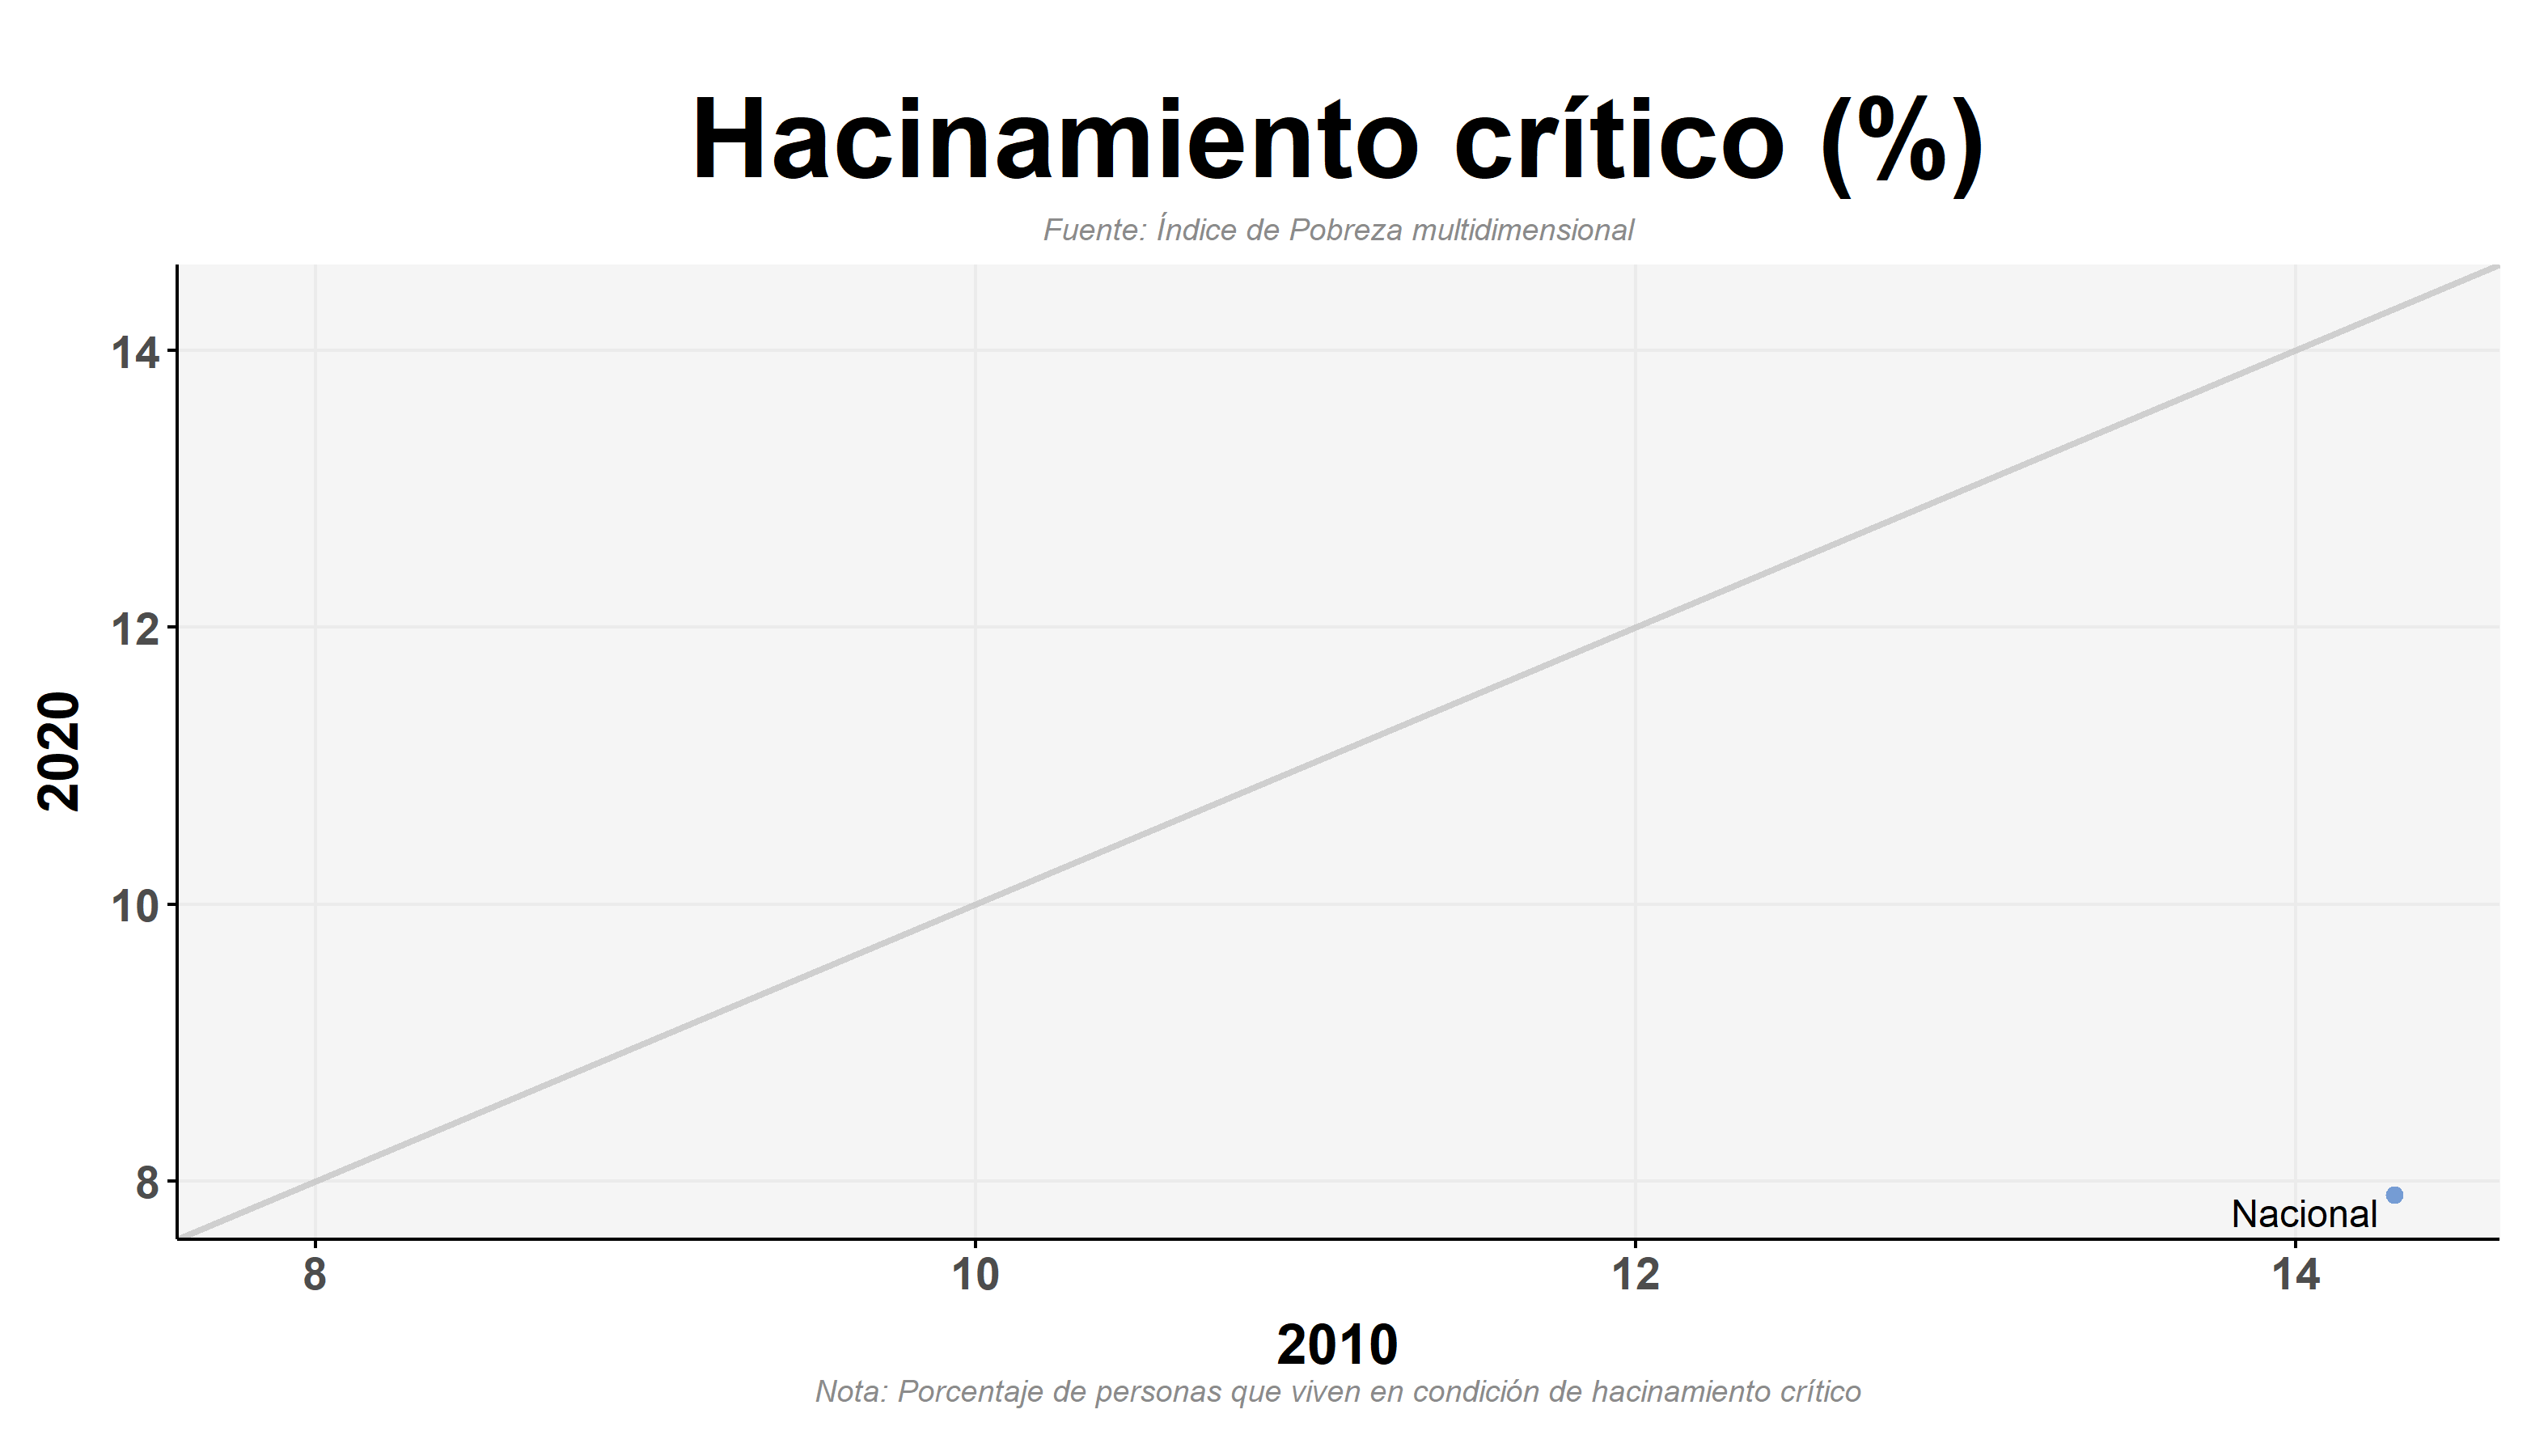 Hacinamiento crítico (%)
Fuente: Índice de Pobreza multidimensional
14
12
10
8
2020
Nacional
8
10
12
14
2010
Nota: Porcentaje de personas que viven en condición de hacinamiento crítico